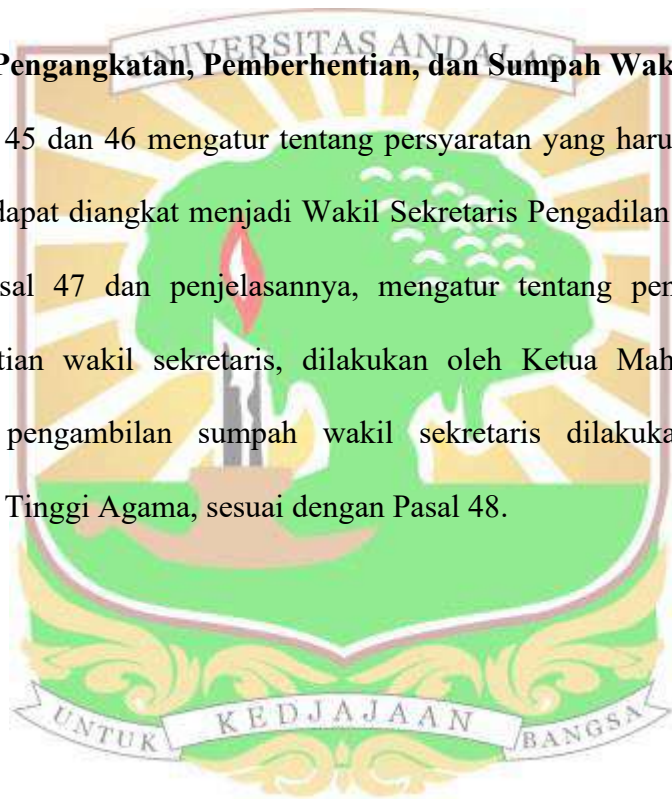 UNIVERSITAS ANDALAS
Pengangkatan, Pemberhentian, dan Sumpah Wak
45 dan 46 mengatur tentang persyaratan yang haru
dapat diangkat menjadi Wakil Sekretaris Pengadilan
sal 47 dan penjelasannya, mengatur tentang pen
tian wakil sekretaris, dilakukan oleh Ketua Mah
pengambilan sumpah wakil sekretaris dilakuka
Tinggi Agama, sesuai dengan Pasal 48.
UNTUK KEDJAJAAN BANGSA